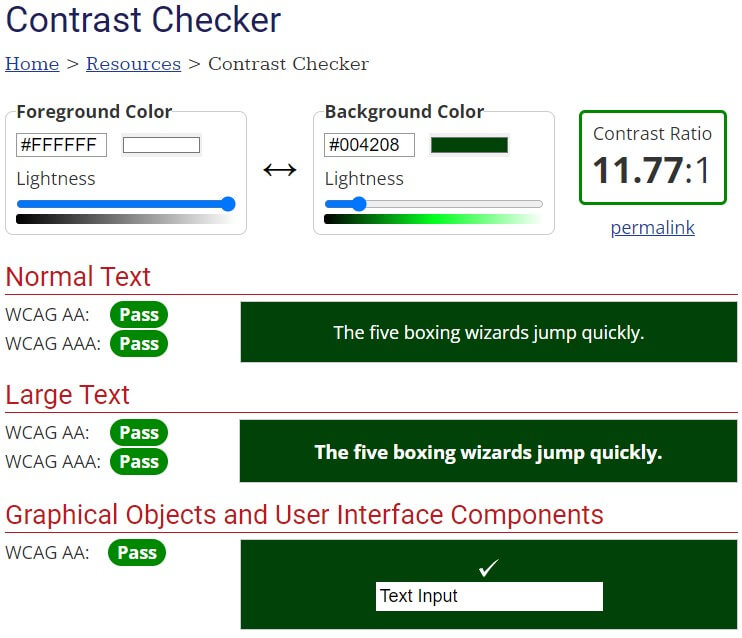 Contrast Checker
Home > Resources > Contrast Checker
Foreground Color
#FFFFFF
Lightness
Background Color
#004208
Lightness
Contrast Ratio
11.77:1
permalink
Normal Text
WCAG AA: Pass
WCAG AAA: Pass
The five boxing wizards jump quickly.
Large Text
WCAG AA: Pass
WCAG AAA: Pass
The five boxing wizards jump quickly.
Graphical Objects and User Interface Components
WCAG AA: Pass
Text Input